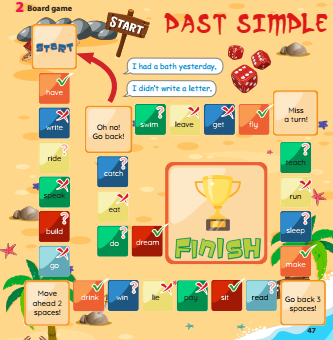 2 Board game
START
PAST SIMPLE
START
I had a bath yesterday.
I didn't write a letter.
have
write
ride
speak
build
go
Move
ahead 2
spaces!
drink
win
lie
pay
sit
read
Go back 3
spaces!
make
sleep
run
teach
Miss
a turn!
fly
get
leave
swim
Oh no!
Go back!
catch
eat
do
dream
FINISH
47